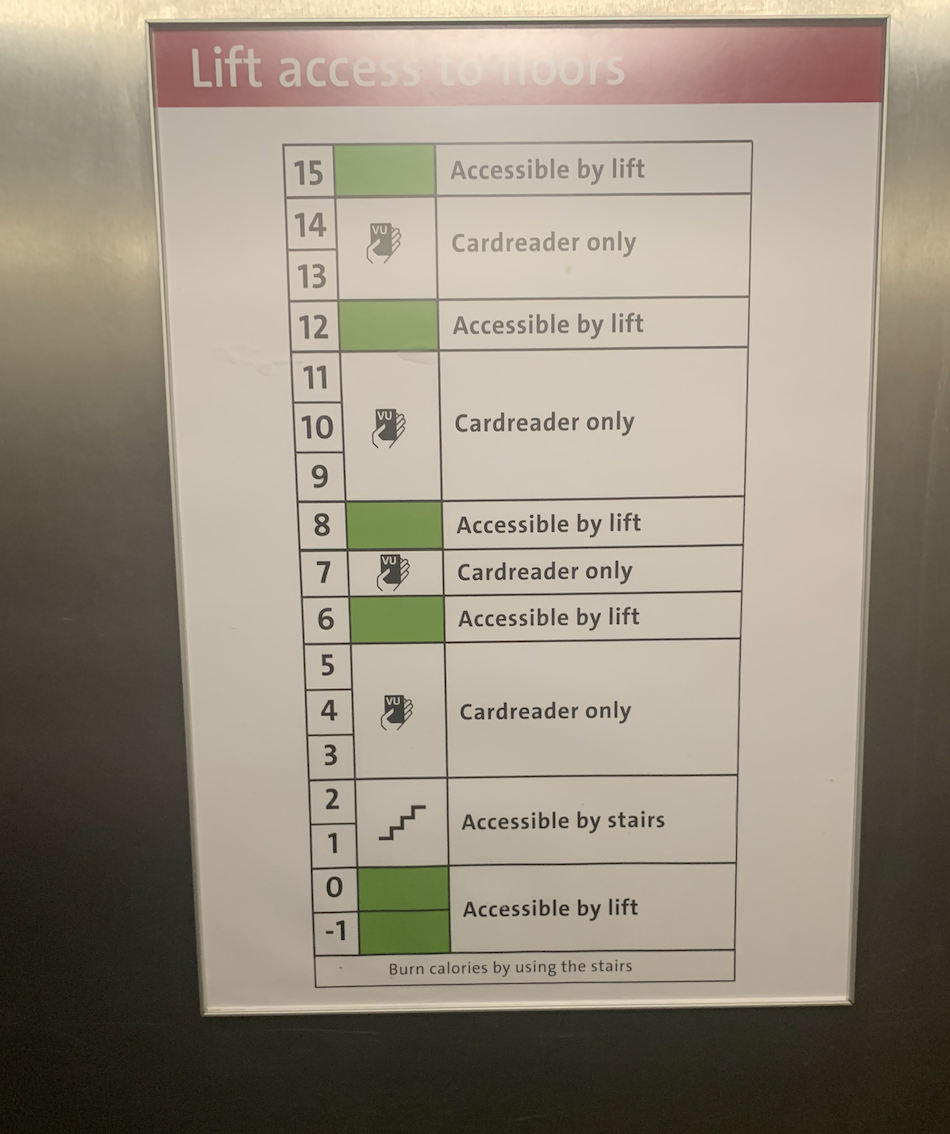 Lift access to floors
15 Accessible by lift
14
VU
Cardreader only
13
12 Accessible by lift
11
10 VU Cardreader only
9
8 Accessible by lift
7 VU Cardreader only
6 Accessible by lift
5
4 VU Cardreader only
3
2
Accessible by stairs
1
0
Accessible by lift
-1
Burn calories by using the stairs